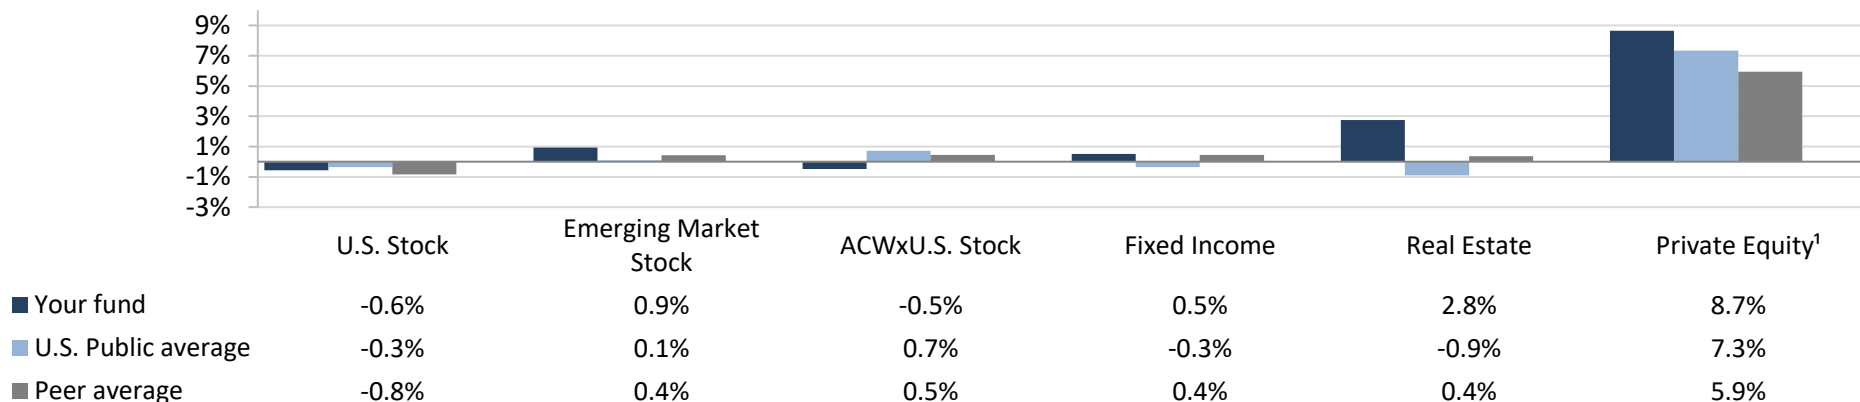 9%
7%
5%
3%
1%
-1%
-3%
U.S. Stock Emerging Market Stock ACWxU.S. Stock Fixed Income Real Estate Private Equity¹
Your fund -0.6% 0.9% -0.5% 0.5% 2.8% 8.7%
U.S. Public average -0.3% 0.1% 0.7% -0.3% -0.9% 7.3%
Peer average -0.8% 0.4% 0.5% 0.4% 0.4% 5.9%